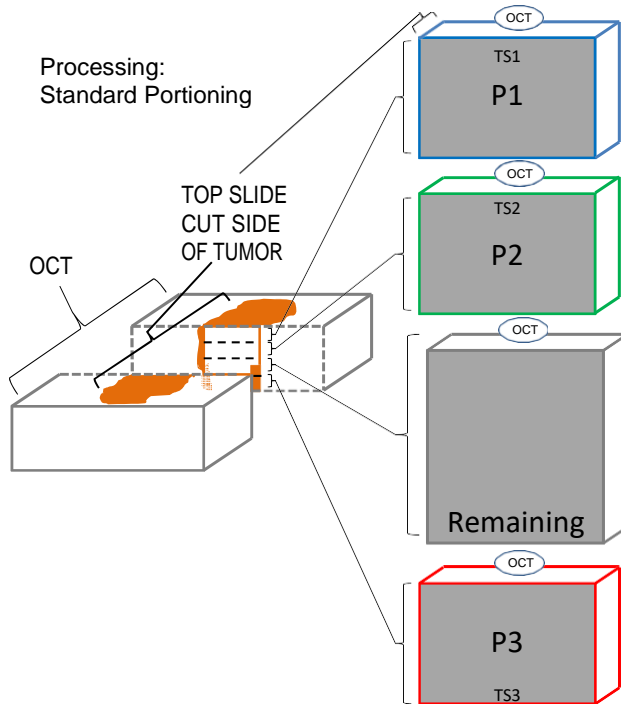 Processing:
Standard Portioning
TOP SLIDE
CUT SIDE
OF TUMOR
OCT
OCT
TS1
P1
OCT
TS2
P2
OCT
Remaining
OCT
P3
TS3